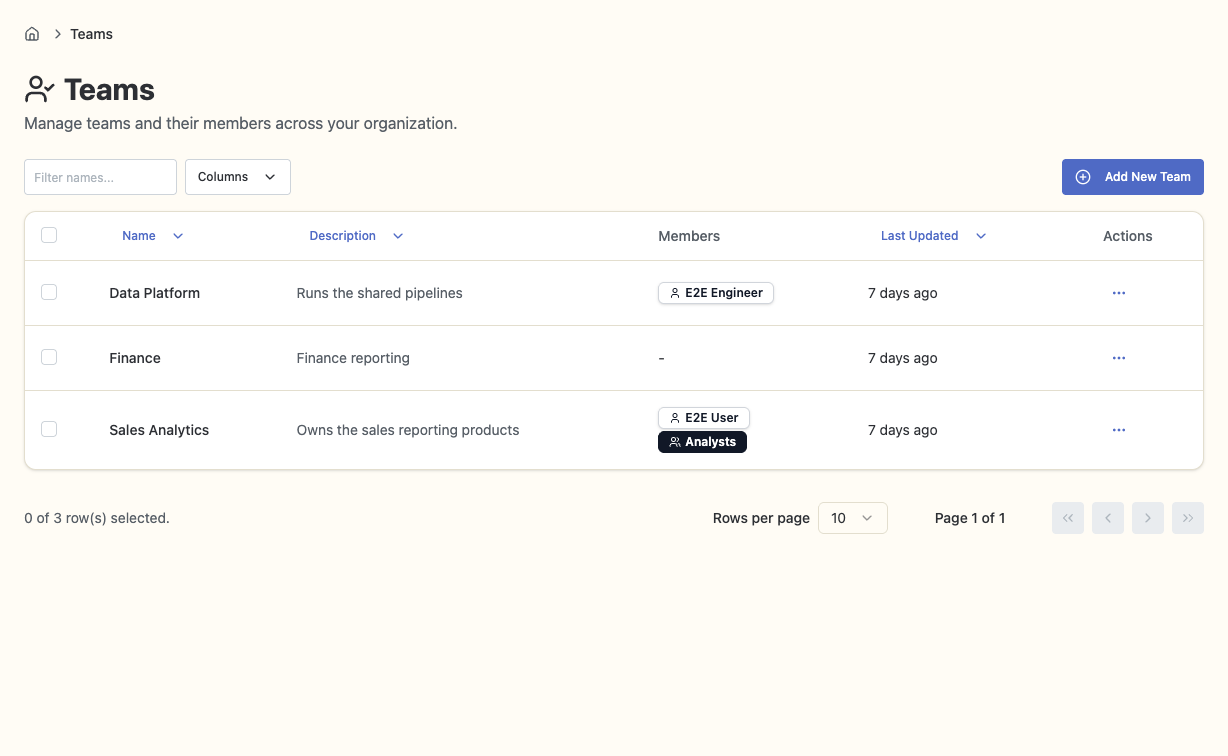 Teams
Teams
Manage teams and their members across your organization.
Filter names...
Columns
Add New Team
Name Description Members Last Updated Actions
Data Platform Runs the shared pipelines E2E Engineer 7 days ago
Finance Finance reporting - 7 days ago
Sales Analytics Owns the sales reporting products E2E User 7 days ago
Analysts
0 of 3 row(s) selected.
Rows per page 10 Page 1 of 1